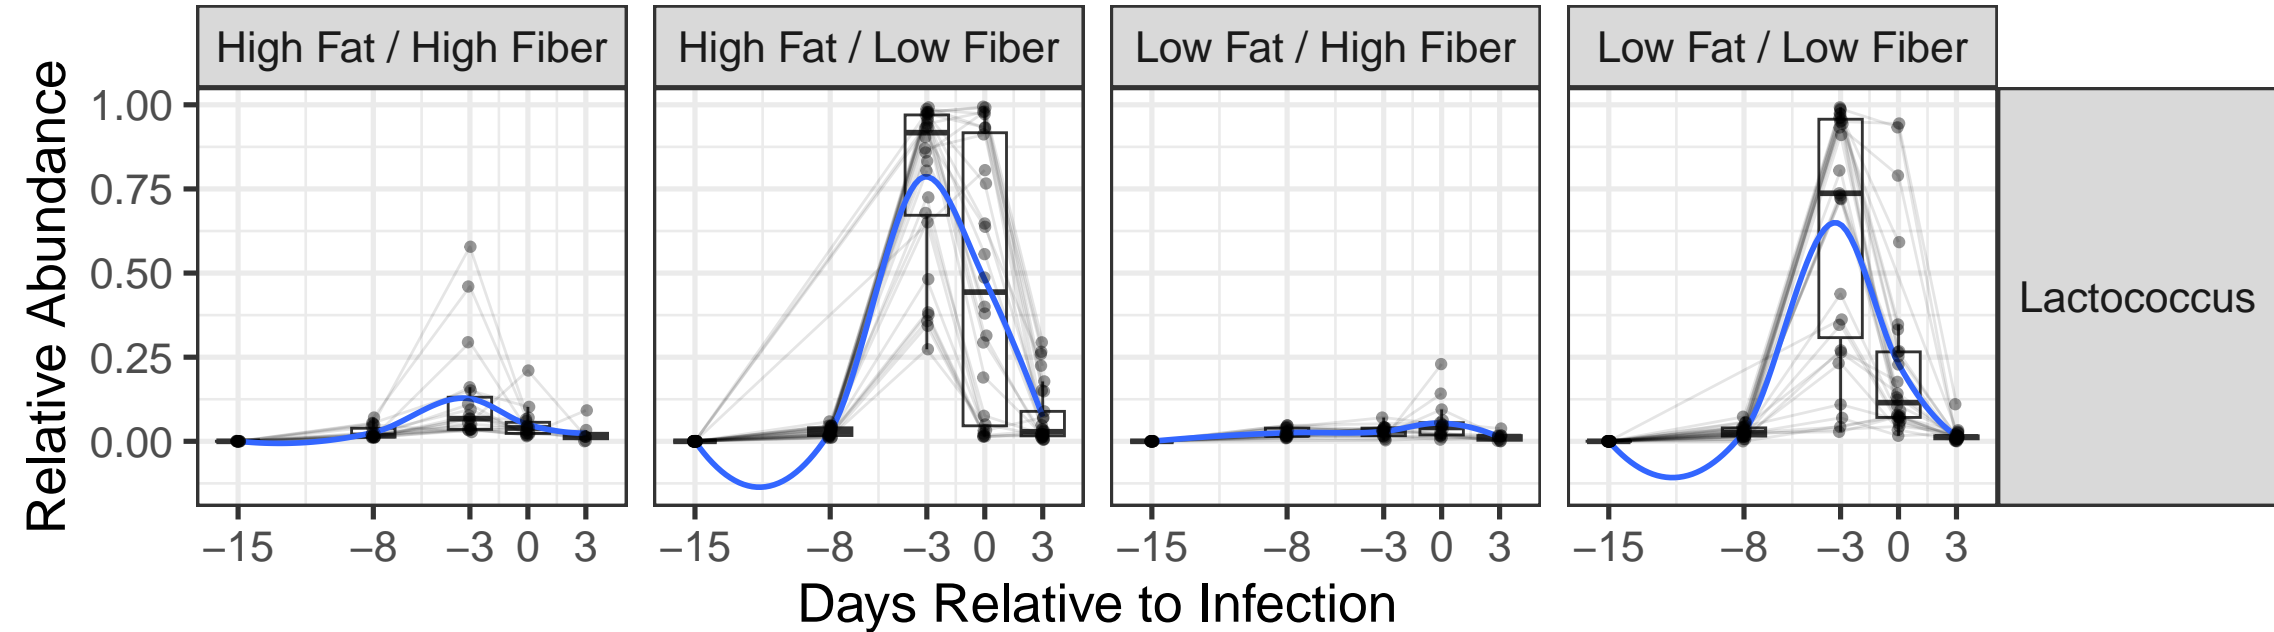 High Fat / High Fiber
High Fat / Low Fiber
Low Fat / High Fiber
Low Fat / Low Fiber
Relative Abundance
1.00
0.75
0.50
0.25
0.00
Lactococcus
−15 −8 −3 0 3
−15 −8 −3 0 3
−15 −8 −3 0 3
−15 −8 −3 0 3
Days Relative to Infection